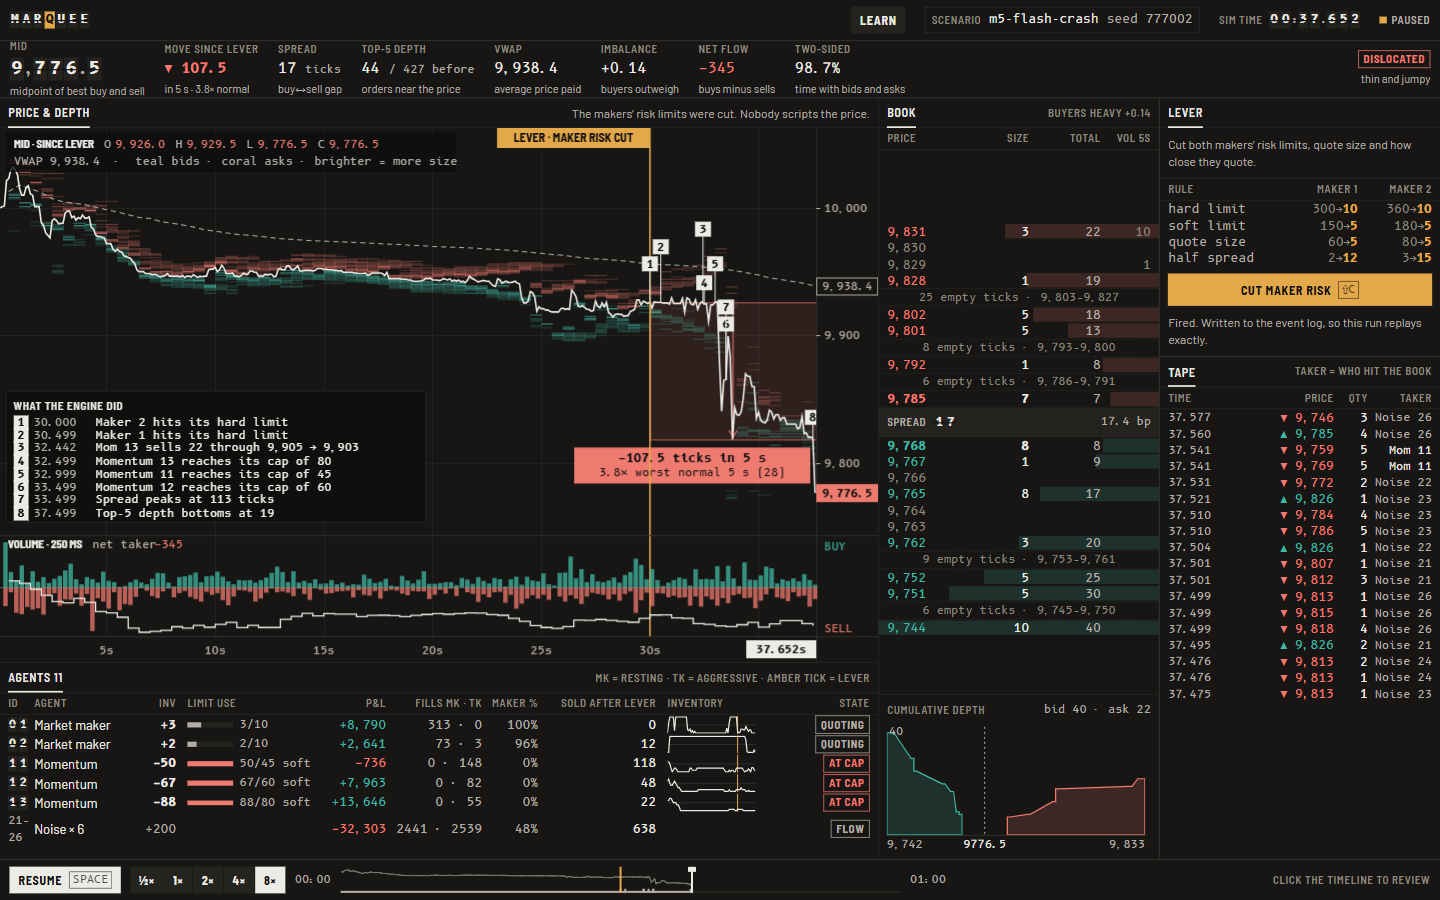 MARQUEE
LEARN
SCENARIO m5-flash-crash seed 777002
SIM TIME 00:37.652
PAUSED
MID
9,776.5
midpoint of best buy and sell
MOVE SINCE LEVER
▼ 107.5
in 5 s · 3.8× normal
SPREAD
17 ticks
buy↔sell gap
TOP-5 DEPTH
44 / 427 before
orders near the price
VWAP
9,938.4
average price paid
IMBALANCE
+0.14
buyers outweigh
NET FLOW
−345
buys minus sells
TWO-SIDED
98.7%
time with bids and asks
DISLOCATED
thin and jumpy
PRICE & DEPTH
The makers' risk limits were cut. Nobody scripts the price.
MID · SINCE LEVER O 9,926.0 H 9,929.5 L 9,776.5 C 9,776.5
VWAP 9,938.4 · teal bids · coral asks · brighter = more size
LEVER · MAKER RISK CUT
10,000
9,938.4
9,900
9,800
9,776.5
1
2
3
4
5
7
6
8
−107.5 ticks in 5 s
3.8× worst normal 5 s [28]
WHAT THE ENGINE DID
1 30.000 Maker 2 hits its hard limit
2 30.499 Maker 1 hits its hard limit
3 32.442 Mom 13 sells 22 through 9,905 → 9,903
4 32.499 Momentum 13 reaches its cap of 80
5 32.999 Momentum 11 reaches its cap of 45
6 33.499 Momentum 12 reaches its cap of 60
7 33.499 Spread peaks at 113 ticks
8 37.499 Top-5 depth bottoms at 19
VOLUME · 250 MS net taker −345
BUY
SELL
5s 10s 15s 20s 25s 30s 37.652s
AGENTS 11
MK = RESTING · TK = AGGRESSIVE · AMBER TICK = LEVER
ID AGENT INV LIMIT USE P&L FILLS MK · TK MAKER % SOLD AFTER LEVER INVENTORY STATE
01 Market maker +3 3/10 +8,790 313 · 0 100% 0 QUOTING
02 Market maker +2 2/10 +2,641 73 · 3 96% 12 QUOTING
11 Momentum −50 50/45 soft −736 0 · 148 0% 118 AT CAP
12 Momentum −67 67/60 soft +7,963 0 · 82 0% 48 AT CAP
13 Momentum −88 88/80 soft +13,646 0 · 55 0% 22 AT CAP
21–26 Noise × 6 +200 −32,303 2441 · 2539 48% 638 FLOW
BOOK
BUYERS HEAVY +0.14
PRICE SIZE TOTAL VOL 5S
9,831 3 22 10
9,830
9,829 1
9,828 1 19
25 empty ticks · 9,803–9,827
9,802 5 18
9,801 5 13
8 empty ticks · 9,793–9,800
9,792 1 8
6 empty ticks · 9,786–9,791
9,785 7 7
SPREAD 17 17.4 bp
9,768 8 8
9,767 1 9
9,766
9,765 8 17
9,764
9,763
9,762 3 20
9 empty ticks · 9,753–9,761
9,752 5 25
9,751 5 30
6 empty ticks · 9,745–9,750
9,744 10 40
CUMULATIVE DEPTH bid 40 · ask 22
40
9,742 9776.5 9,833
LEVER
Cut both makers' risk limits, quote size and how
close they quote.
RULE MAKER 1 MAKER 2
hard limit 300→10 360→10
soft limit 150→5 180→5
quote size 60→5 80→5
half spread 2→12 3→15
CUT MAKER RISK ⇧C
Fired. Written to the event log, so this run replays
exactly.
TAPE
TAKER = WHO HIT THE BOOK
TIME PRICE QTY TAKER
37.577 ▼ 9,746 3 Noise 26
37.560 ▲ 9,785 4 Noise 26
37.541 ▼ 9,759 5 Mom 11
37.541 ▼ 9,769 5 Mom 11
37.531 ▼ 9,772 2 Noise 22
37.521 ▲ 9,826 1 Noise 23
37.510 ▼ 9,784 4 Noise 23
37.510 ▼ 9,786 5 Noise 23
37.504 ▲ 9,826 1 Noise 22
37.501 ▼ 9,807 1 Noise 21
37.501 ▼ 9,812 3 Noise 21
37.499 ▼ 9,813 1 Noise 26
37.499 ▼ 9,815 1 Noise 26
37.499 ▼ 9,818 4 Noise 26
37.495 ▲ 9,826 2 Noise 21
37.476 ▼ 9,813 2 Noise 24
37.476 ▼ 9,813 1 Noise 24
37.475 ▼ 9,813 1 Noise 23
RESUME SPACE
½× 1× 2× 4× 8×
00:00
01:00
CLICK THE TIMELINE TO REVIEW